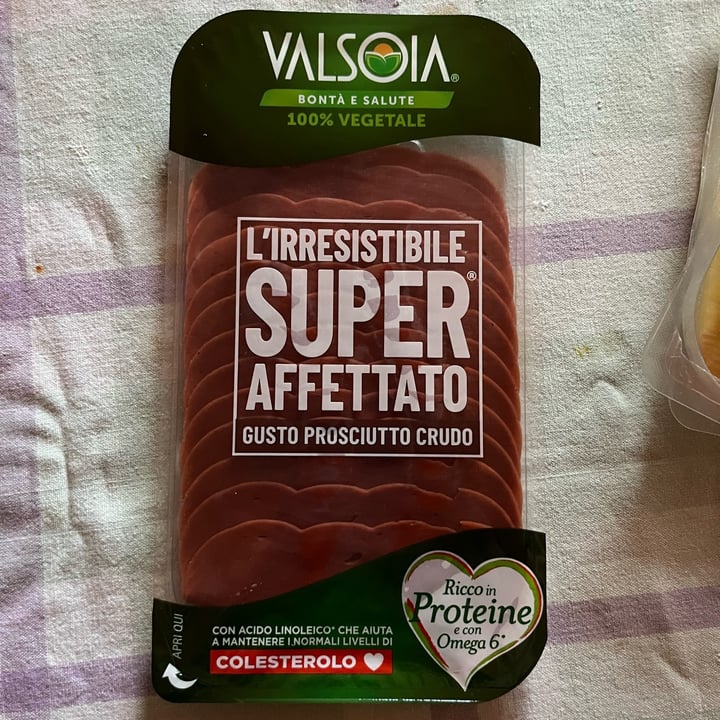 VALSOIA®
BONTÀ E SALUTE
100% VEGETALE
L'IRRESISTIBILE
SUPER®
AFFETTATO
GUSTO PROSCIUTTO CRUDO
APRI QUI
CON ACIDO LINOLEICO* CHE AIUTA
A MANTENERE I NORMALI LIVELLI DI
COLESTEROLO
Ricco in
Proteine
e con
Omega 6*